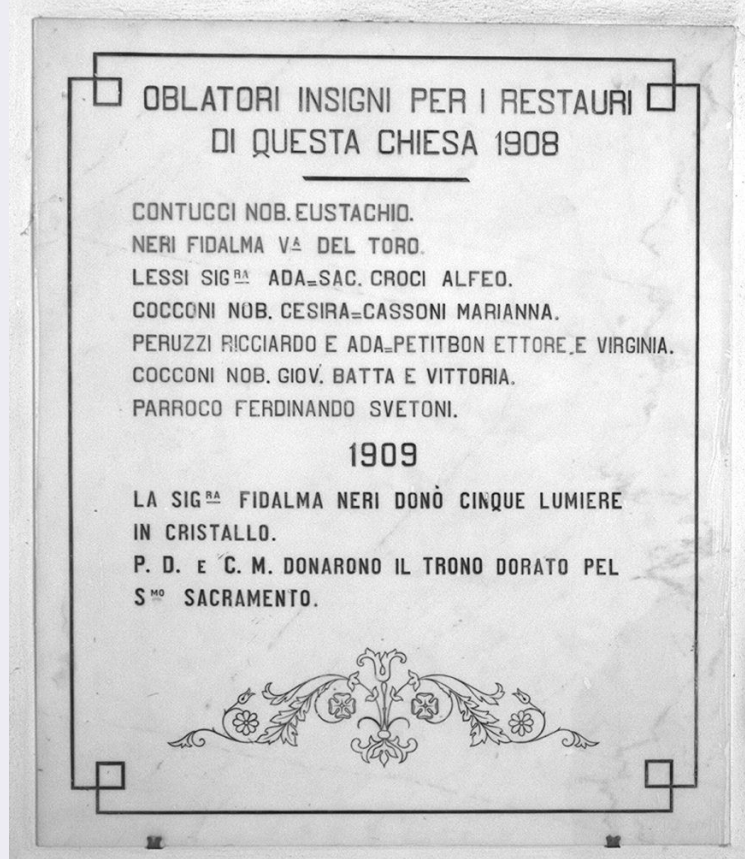 OBLATORI INSIGNI PER I RESTAURI
DI QUESTA CHIESA 1908
CONTUCCI NOB. EUSTACHIO.
NERI FIDALMA Vᴬ DEL TORO.
LESSI SIGᴿᴬ ADA=SAC. CROCI ALFEO.
COCCONI NOB. CESIRA=CASSONI MARIANNA.
PERUZZI RICCIARDO E ADA=PETITBON ETTORE E VIRGINIA.
COCCONI NOB. GIOV. BATTA E VITTORIA.
PARROCO FERDINANDO SVETONI.
1909
LA SIGᴿᴬ FIDALMA NERI DONÒ CINQUE LUMIERE
IN CRISTALLO.
P. D. E C. M. DONARONO IL TRONO DORATO PEL
Sᴹᴼ SACRAMENTO.